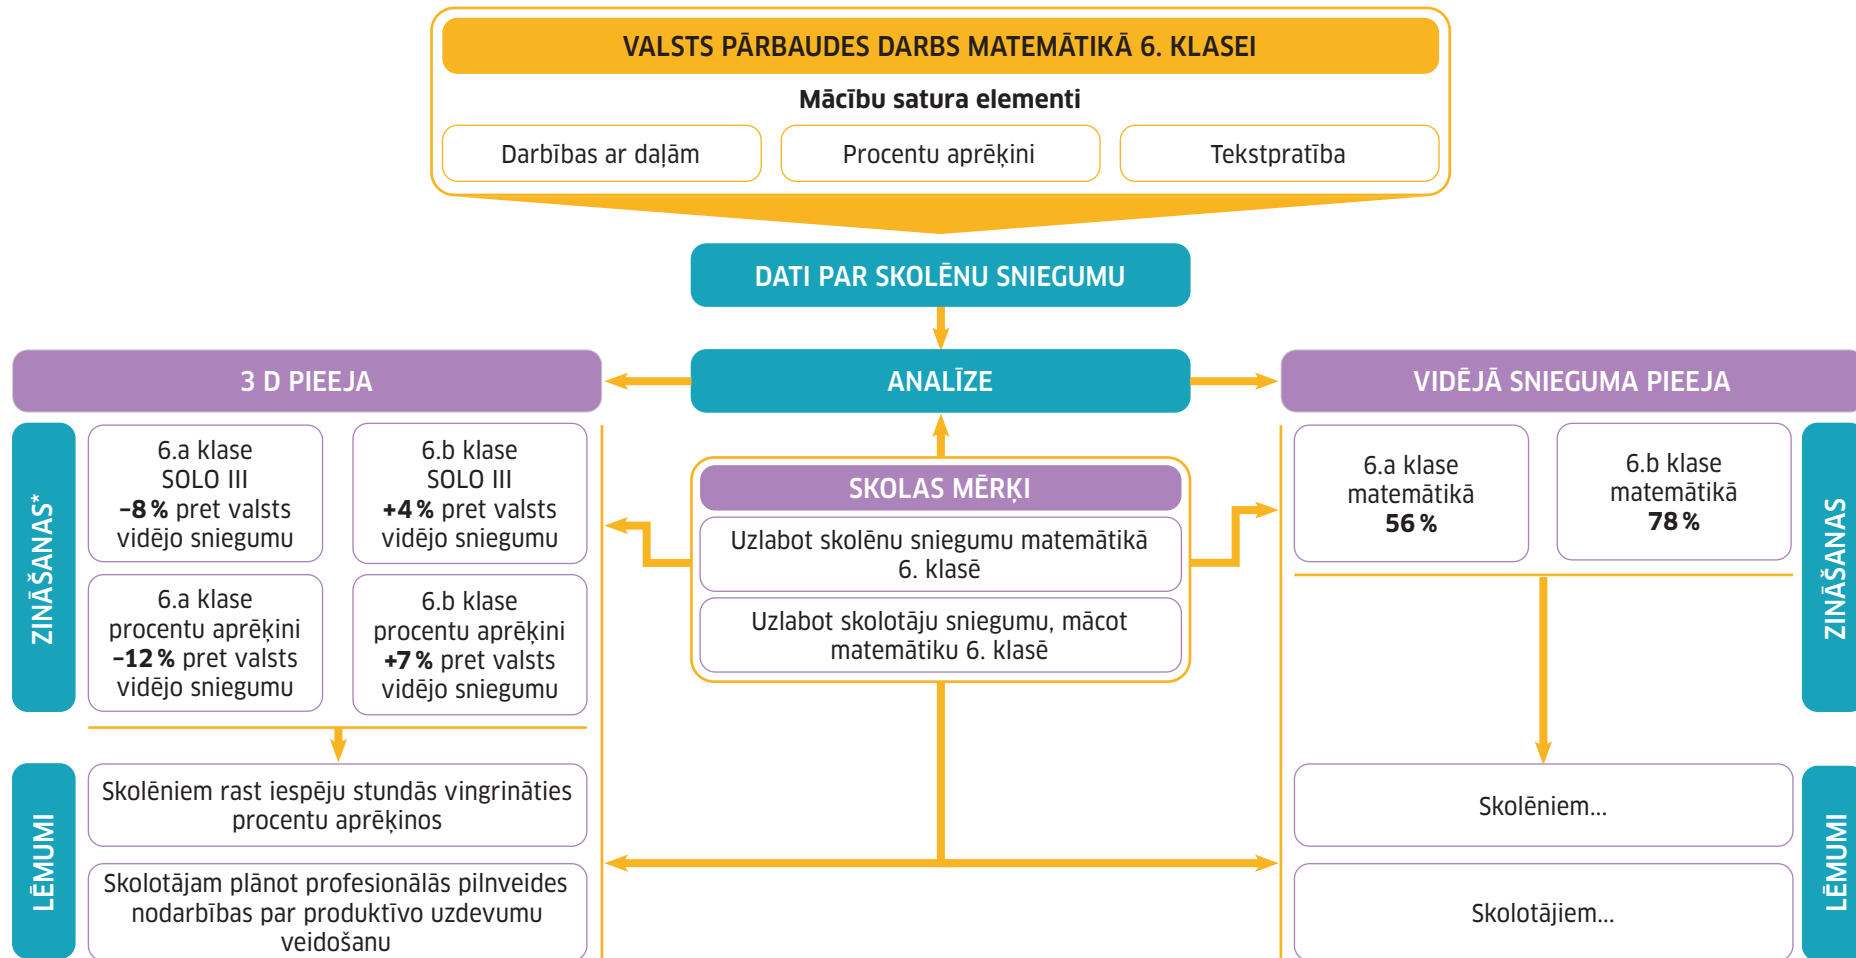 VALSTS PĀRBAUDES DARBS MATEMĀTIKĀ 6. KLASEI
Mācību satura elementi
Darbības ar daļām
Procentu aprēķini
Tekstpratība
DATI PAR SKOLĒNU SNIEGUMU
3 D PIEEJA
ANALĪZE
VIDĒJĀ SNIEGUMA PIEEJA
ZINĀŠANAS*
6.a klase
SOLO III
–8 % pret valsts
vidējo sniegumu
6.b klase
SOLO III
+4 % pret valsts
vidējo sniegumu
6.a klase
procentu aprēķini
–12 % pret valsts
vidējo sniegumu
6.b klase
procentu aprēķini
+7 % pret valsts
vidējo sniegumu
SKOLAS MĒRĶI
Uzlabot skolēnu sniegumu matemātikā
6. klasē
Uzlabot skolotāju sniegumu, mācot
matemātiku 6. klasē
6.a klase
matemātikā
56 %
6.b klase
matemātikā
78 %
ZINĀŠANAS
LĒMUMI
Skolēniem rast iespēju stundās vingrināties
procentu aprēķinos
Skolotājam plānot profesionālās pilnveides
nodarbības par produktīvo uzdevumu
veidošanu
Skolēniem...
Skolotājiem...
LĒMUMI